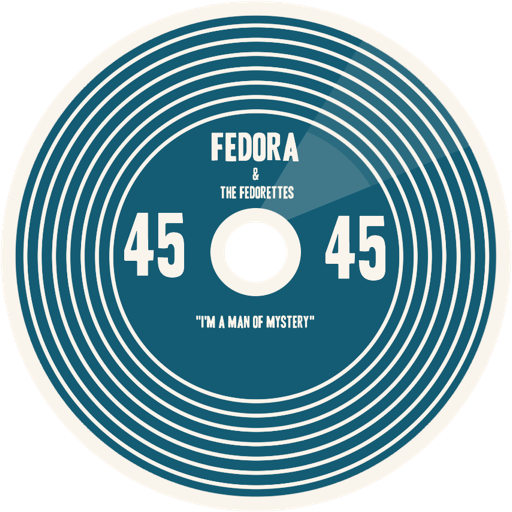 FEDORA
&
THE FEDORETTES
45 45
"I'M A MAN OF MYSTERY"